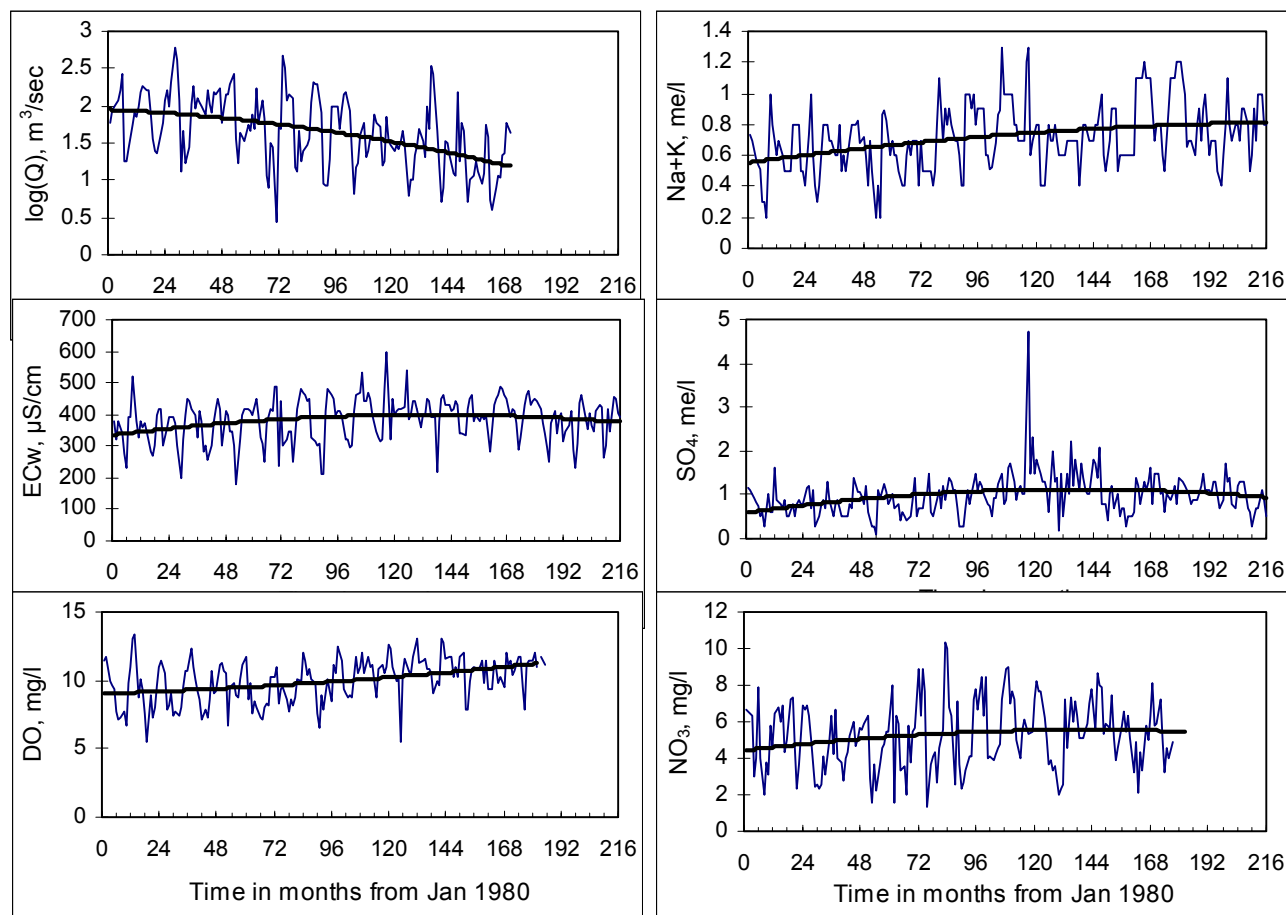 3
2.5
2
1.5
1
0.5
0
log(Q), m³/sec
0 24 48 72 96 120 144 168 192 216
1.4
1.2
1
0.8
0.6
0.4
0.2
0
Na+K, me/l
0 24 48 72 96 120 144 168 192 216
700
600
500
400
300
200
100
0
ECw, µS/cm
0 24 48 72 96 120 144 168 192 216
5
4
3
2
1
0
SO₄, me/l
0 24 48 72 96 120 144 168 192 216
15
10
5
0
DO, mg/l
0 24 48 72 96 120 144 168 192 216
Time in months from Jan 1980
12
10
8
6
4
2
0
NO₃, mg/l
0 24 48 72 96 120 144 168 192 216
Time in months from Jan 1980